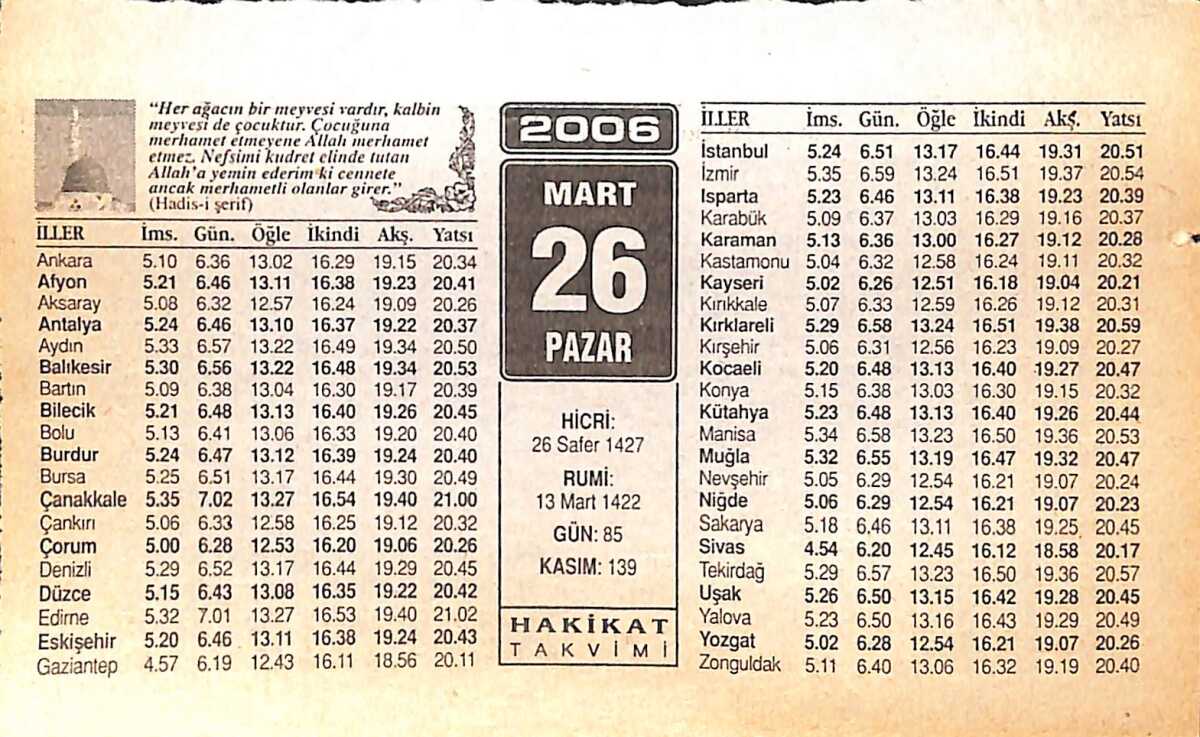 "Her ağacın bir meyvesi vardır, kalbin
meyvesi de çocuktur. Çocuğuna
merhamet etmeyene Allah merhamet
etmez. Nefsimi kudret elinde tutan
Allah'a yemin ederim ki cennete
ancak merhametli olanlar girer."
(Hadis-i şerif)
İLLER İms. Gün. Öğle İkindi Akş. Yatsı
Ankara 5.10 6.36 13.02 16.29 19.15 20.34
Afyon 5.21 6.46 13.11 16.38 19.23 20.41
Aksaray 5.08 6.32 12.57 16.24 19.09 20.26
Antalya 5.24 6.46 13.10 16.37 19.22 20.37
Aydın 5.33 6.57 13.22 16.49 19.34 20.50
Balıkesir 5.30 6.56 13.22 16.48 19.34 20.53
Bartın 5.09 6.38 13.04 16.30 19.17 20.39
Bilecik 5.21 6.48 13.13 16.40 19.26 20.45
Bolu 5.13 6.41 13.06 16.33 19.20 20.40
Burdur 5.24 6.47 13.12 16.39 19.24 20.40
Bursa 5.25 6.51 13.17 16.44 19.30 20.49
Çanakkale 5.35 7.02 13.27 16.54 19.40 21.00
Çankırı 5.06 6.33 12.58 16.25 19.12 20.32
Çorum 5.00 6.28 12.53 16.20 19.06 20.26
Denizli 5.29 6.52 13.17 16.44 19.29 20.45
Düzce 5.15 6.43 13.08 16.35 19.22 20.42
Edirne 5.32 7.01 13.27 16.53 19.40 21.02
Eskişehir 5.20 6.46 13.11 16.38 19.24 20.43
Gaziantep 4.57 6.19 12.43 16.11 18.56 20.11
2006
MART
26
PAZAR
HİCRİ:
26 Safer 1427
RUMİ:
13 Mart 1422
GÜN: 85
KASIM: 139
HAKİKAT
TAKVİMİ
İLLER İms. Gün. Öğle İkindi Akş. Yatsı
İstanbul 5.24 6.51 13.17 16.44 19.31 20.51
İzmir 5.35 6.59 13.24 16.51 19.37 20.54
Isparta 5.23 6.46 13.11 16.38 19.23 20.39
Karabük 5.09 6.37 13.03 16.29 19.16 20.37
Karaman 5.13 6.36 13.00 16.27 19.12 20.28
Kastamonu 5.04 6.32 12.58 16.24 19.11 20.32
Kayseri 5.02 6.26 12.51 16.18 19.04 20.21
Kırıkkale 5.07 6.33 12.59 16.26 19.12 20.31
Kırklareli 5.29 6.58 13.24 16.51 19.38 20.59
Kırşehir 5.06 6.31 12.56 16.23 19.09 20.27
Kocaeli 5.20 6.48 13.13 16.40 19.27 20.47
Konya 5.15 6.38 13.03 16.30 19.15 20.32
Kütahya 5.23 6.48 13.13 16.40 19.26 20.44
Manisa 5.34 6.58 13.23 16.50 19.36 20.53
Muğla 5.32 6.55 13.19 16.47 19.32 20.47
Nevşehir 5.05 6.29 12.54 16.21 19.07 20.24
Niğde 5.06 6.29 12.54 16.21 19.07 20.23
Sakarya 5.18 6.46 13.11 16.38 19.25 20.45
Sivas 4.54 6.20 12.45 16.12 18.58 20.17
Tekirdağ 5.29 6.57 13.23 16.50 19.36 20.57
Uşak 5.26 6.50 13.15 16.42 19.28 20.45
Yalova 5.23 6.50 13.16 16.43 19.29 20.49
Yozgat 5.02 6.28 12.54 16.21 19.07 20.26
Zonguldak 5.11 6.40 13.06 16.32 19.19 20.40